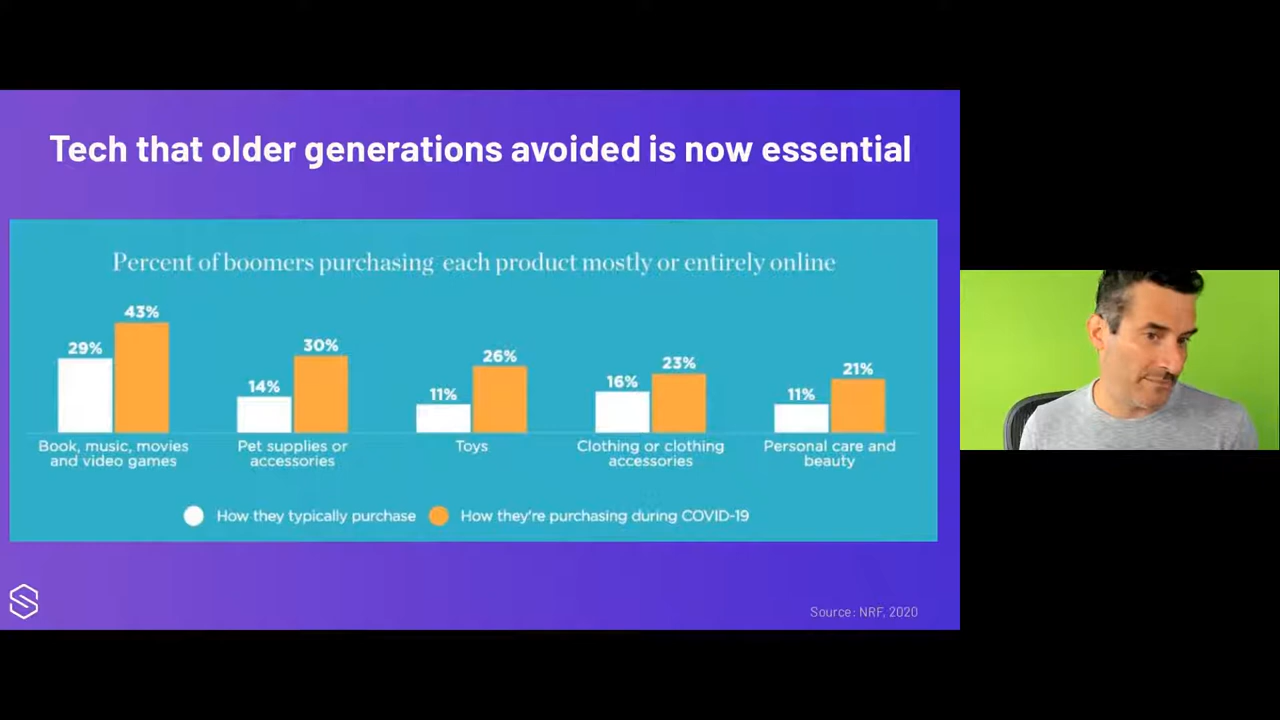 Tech that older generations avoided is now essential
Percent of boomers purchasing each product mostly or entirely online
29% 43%
14% 30%
11% 26%
16% 23%
11% 21%
Book, music, movies
and video games
Pet supplies or
accessories
Toys
Clothing or clothing
accessories
Personal care and
beauty
How they typically purchase How they're purchasing during COVID-19
Source: NRF, 2020